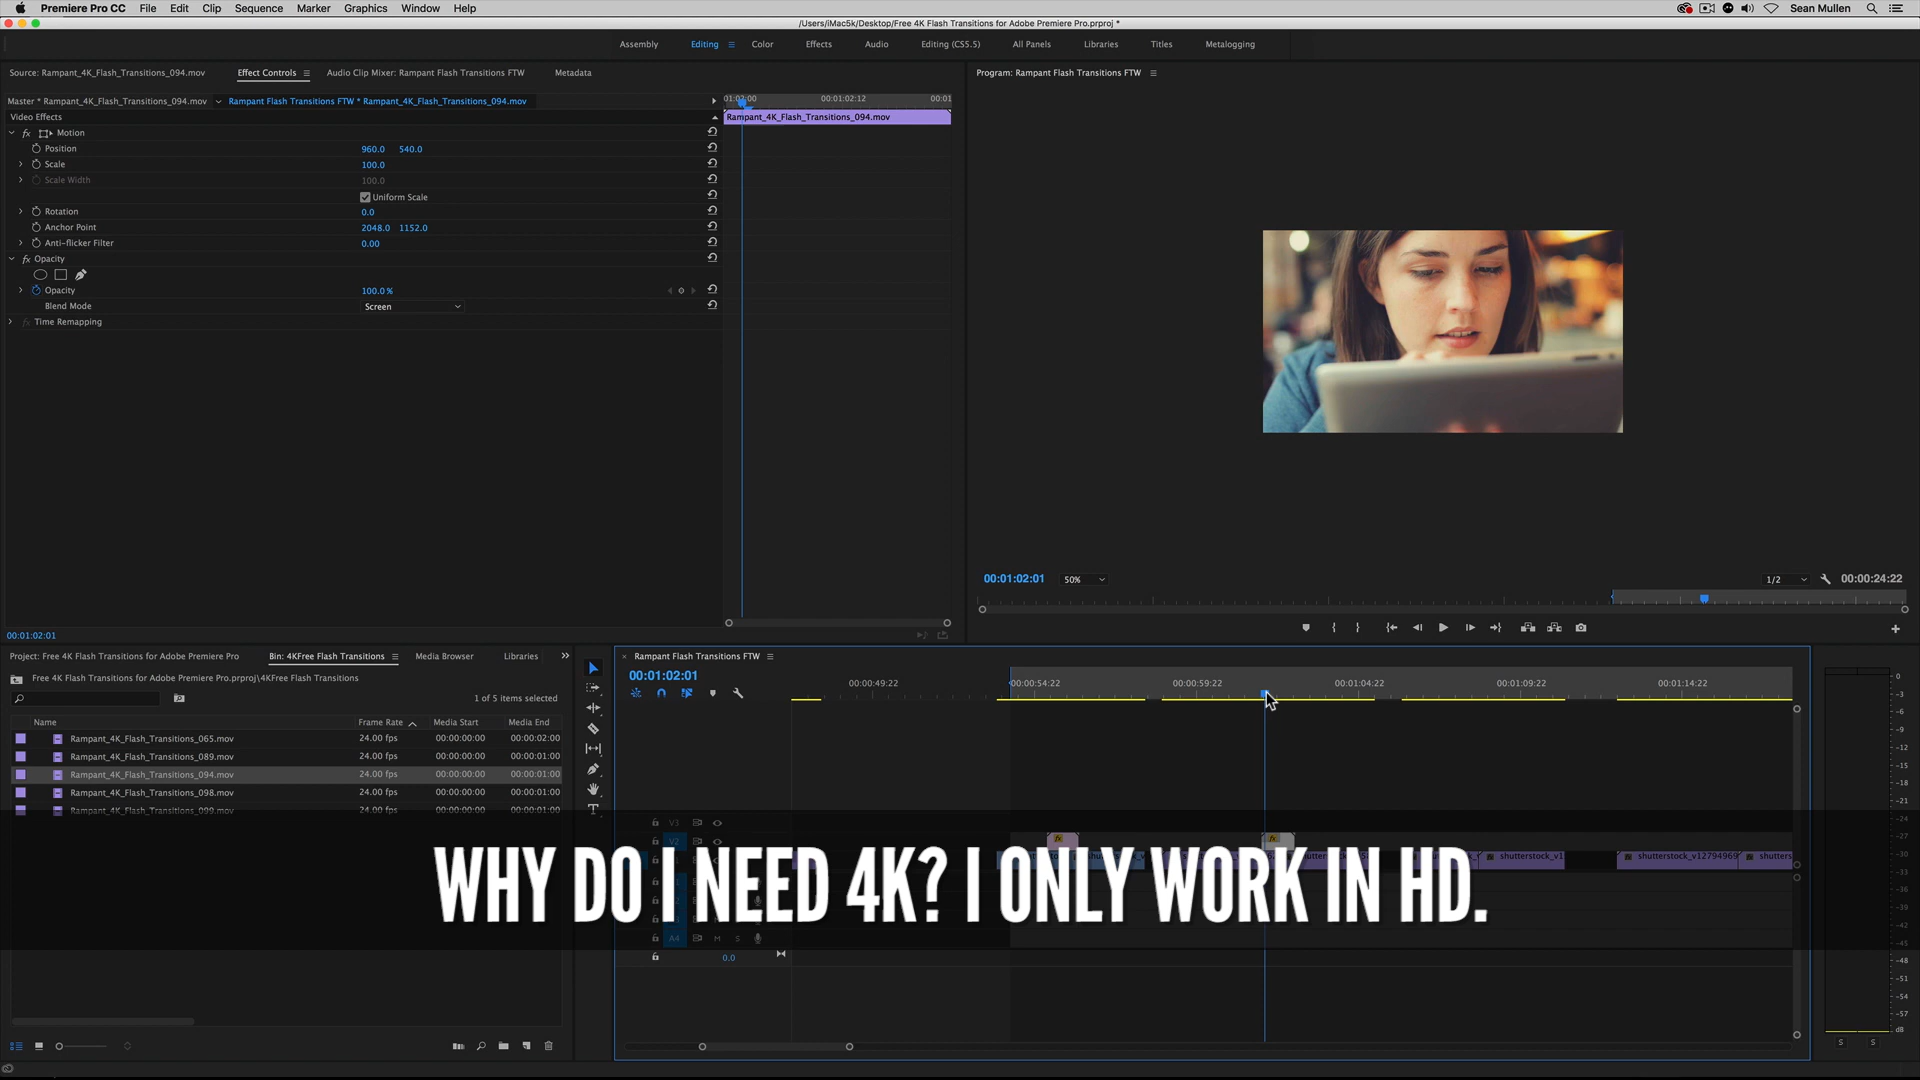 Premiere Pro CC File Edit Clip Sequence Marker Graphics Window Help Sean Mullen
/Users/iMac5k/Desktop/Free 4K Flash Transitions for Adobe Premiere Pro.prproj *
Assembly Editing Color Effects Audio Editing (CS5.5) All Panels Libraries Titles Metalogging
Source: Rampant_4K_Flash_Transitions_094.mov Effect Controls Audio Clip Mixer: Rampant Flash Transitions FTW Metadata
Program: Rampant Flash Transitions FTW
Master * Rampant_4K_Flash_Transitions_094.mov Rampant Flash Transitions FTW * Rampant_4K_Flash_Transitions_094.mov
01:02:00 00:01:02:12 00:01
Video Effects
Rampant_4K_Flash_Transitions_094.mov
fx Motion
Position 960.0 540.0
Scale 100.0
Scale Width 100.0
Uniform Scale
Rotation 0.0
Anchor Point 2048.0 1152.0
Anti-flicker Filter 0.00
fx Opacity
Opacity 100.0 %
Blend Mode Screen
fx Time Remapping
00:01:02:01 50% 1/2 00:00:24:22
00:01:02:01
Project: Free 4K Flash Transitions for Adobe Premiere Pro Bin: 4KFree Flash Transitions Media Browser Libraries
Free 4K Flash Transitions for Adobe Premiere Pro.prproj\4KFree Flash Transitions
1 of 5 items selected
Name Frame Rate Media Start Media End
Rampant_4K_Flash_Transitions_065.mov 24.00 fps 00:00:00:00 00:00:02:00
Rampant_4K_Flash_Transitions_089.mov 24.00 fps 00:00:00:00 00:00:01:00
Rampant_4K_Flash_Transitions_094.mov 24.00 fps 00:00:00:00 00:00:01:00
Rampant_4K_Flash_Transitions_098.mov 24.00 fps 00:00:00:00 00:00:01:00
Rampant_4K_Flash_Transitions_099.mov 24.00 fps 00:00:00:00 00:00:01:00
Rampant Flash Transitions FTW
00:01:02:01
00:00:49:22 00:00:54:22 00:00:59:22 00:01:04:22 00:01:09:22 00:01:14:22
V3
V2
shutterstock_v1 shutterstock_v12794969 shutters
WHY DO I NEED 4K? I ONLY WORK IN HD.
A4 M S
0.0
0
-3
-6
-9
-12
-15
-18
-21
-24
-27
-30
-33
-36
-39
-42
-45
-48
-51
-54
-57
dB
S S